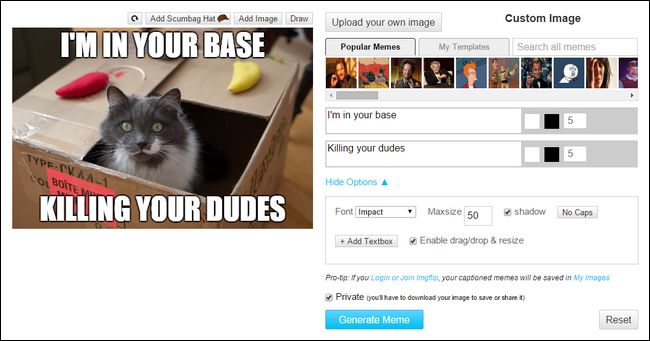 Add Scumbag Hat
Add Image
Draw
I'M IN YOUR BASE
TYPE-CK44-1
BOÎTE
KILLING YOUR DUDES
Upload your own image
Custom Image
Popular Memes
My Templates
Search all memes
I'm in your base
5
Killing your dudes
5
Hide Options ▲
Font
Impact
Maxsize
50
shadow
No Caps
+ Add Textbox
Enable drag/drop & resize
Pro-tip: If you Login or Join Imgflip, your captioned memes will be saved in My Images
Private (you'll have to download your image to save or share it)
Generate Meme
Reset